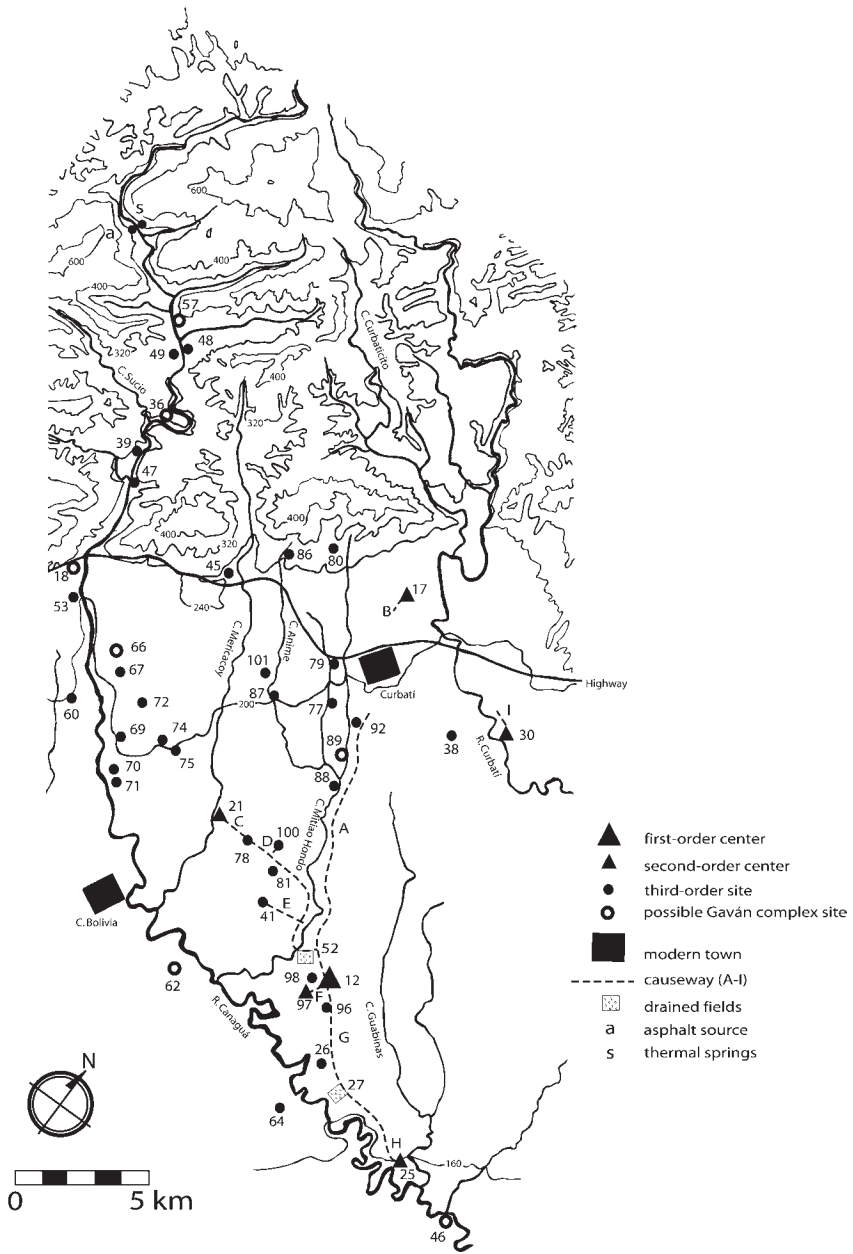 600
s
a
600
400
400
57
48
49
320
320
400
C. Sucio
C. Curbaticito
36
320
39
47
400
400
320
86
80
45
18
240
53
17
B
C. Mericacoy
C. Anime
66
67
101
79
Highway
Curbatí
60
72
87
200
77
I
69
74
92
38
30
75
89
R. Curbatí
70
71
88
21
C
C. Mitiao Hondo
A
D
100
78
first-order center
81
second-order center
41
E
third-order site
possible Gaván complex site
C. Bolivia
modern town
52
causeway (A-I)
98
12
62
F
97
drained fields
96
R. Canaguá
C. Guabinas
a
asphalt source
G
s
thermal springs
26
N
27
64
H
160
25
0
5 km
46